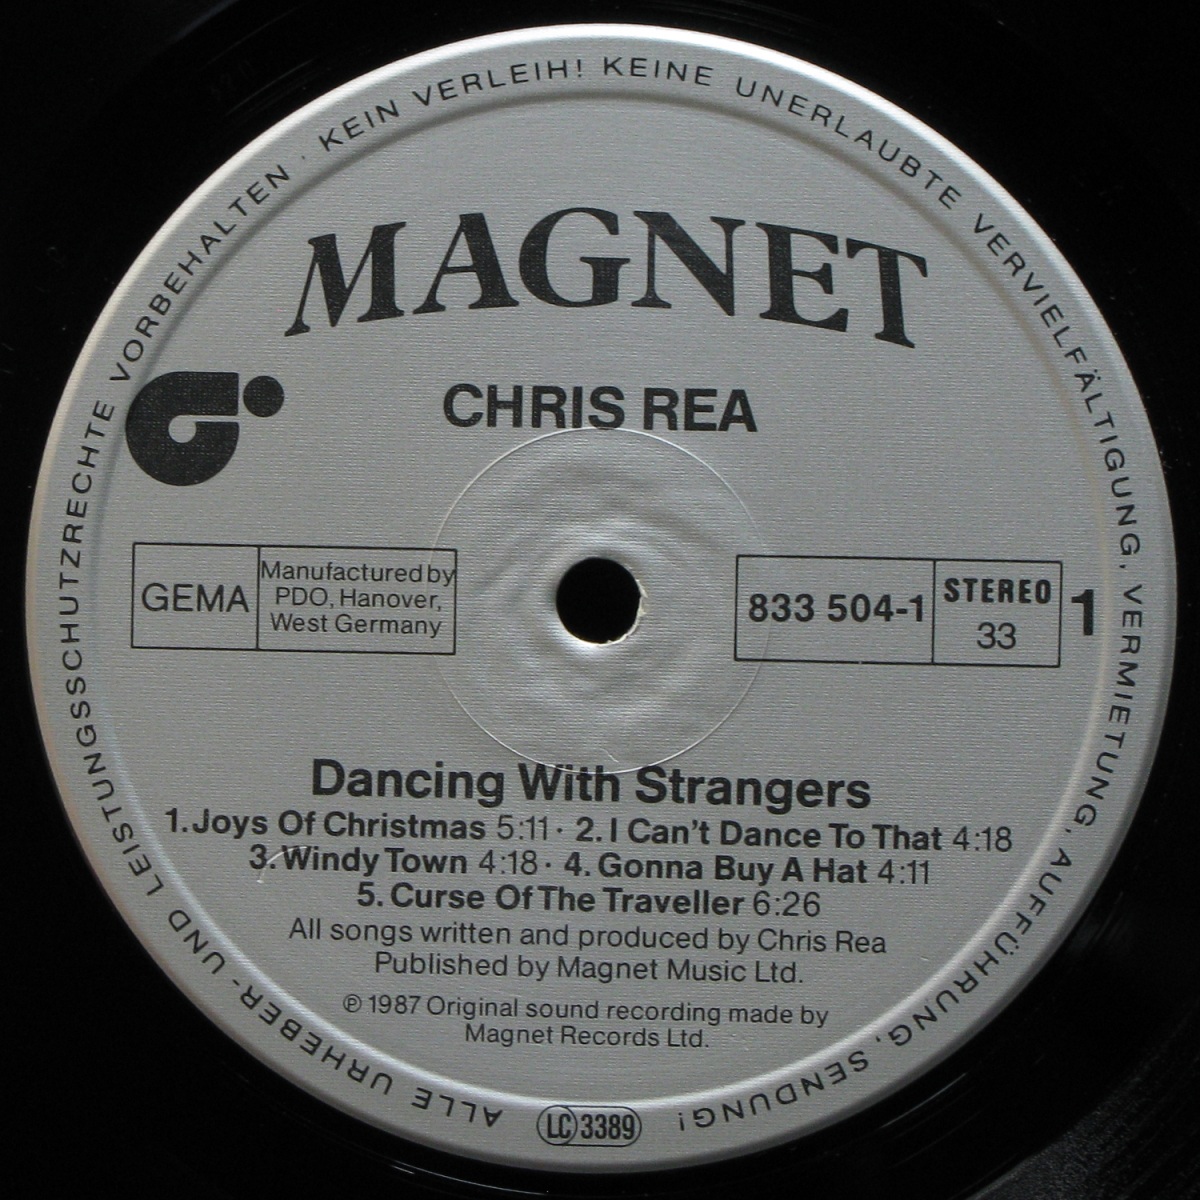 ALLE URHEBER- UND LEISTUNGSSCHUTZRECHTE VORBEHALTEN · KEIN VERLEIH! KEINE UNERLAUBTE VERVIELFÄLTIGUNG, VERMIETUNG, AUFFÜHRUNG, SENDUNG!
MAGNET
CHRIS REA
GEMA
Manufactured by
PDO, Hanover,
West Germany
833 504-1
STEREO
33
1
Dancing With Strangers
1. Joys Of Christmas 5:11 · 2. I Can't Dance To That 4:18
3. Windy Town 4:18 · 4. Gonna Buy A Hat 4:11
5. Curse Of The Traveller 6:26
All songs written and produced by Chris Rea
Published by Magnet Music Ltd.
℗ 1987 Original sound recording made by
Magnet Records Ltd.
LC 3389